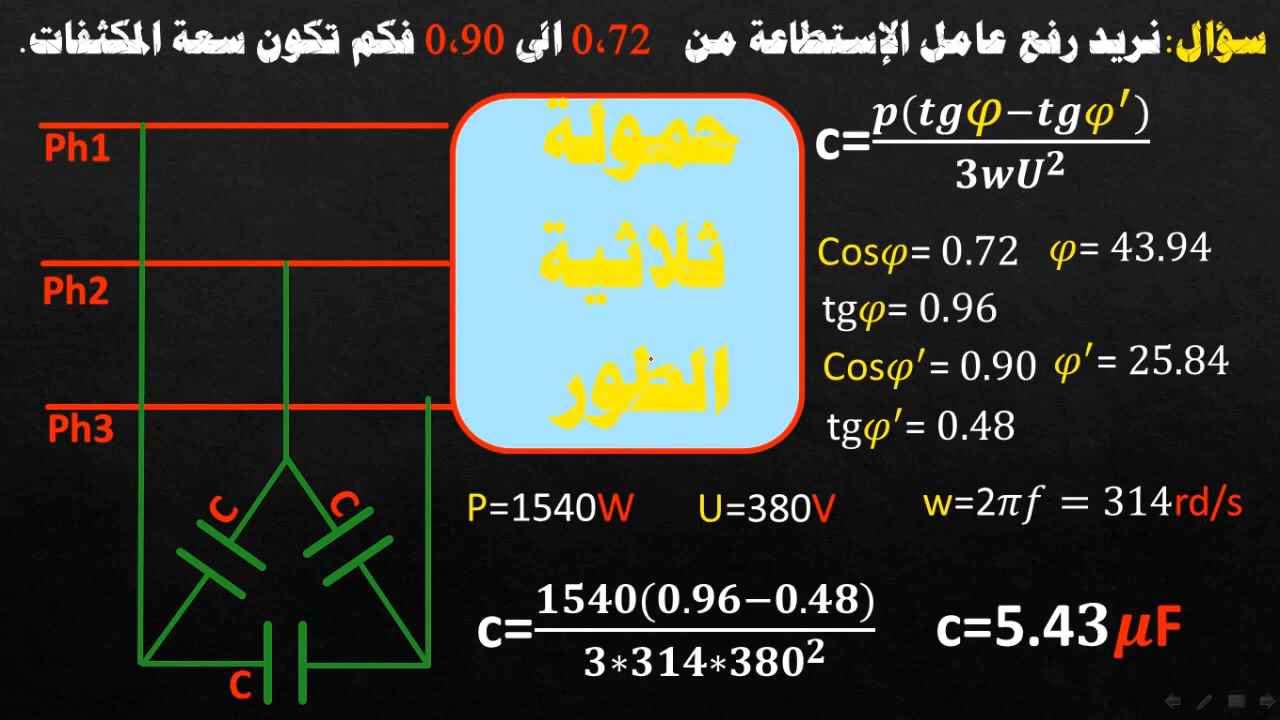 سؤال: نريد رفع عامل الإستطاعة من 0،72 الى 0،90 فكم تكون سعة المكثفات.
Ph1
Ph2
Ph3
حمولة
ثلاثية
الطور
c=p(tgφ−tgφ′)/3wU²
Cosφ= 0.72 φ= 43.94
tgφ= 0.96
Cosφ′= 0.90 φ′= 25.84
tgφ′= 0.48
P=1540W U=380V w=2πf = 314rd/s
C C
C
c=1540(0.96−0.48)/3*314*380²
c=5.43μF